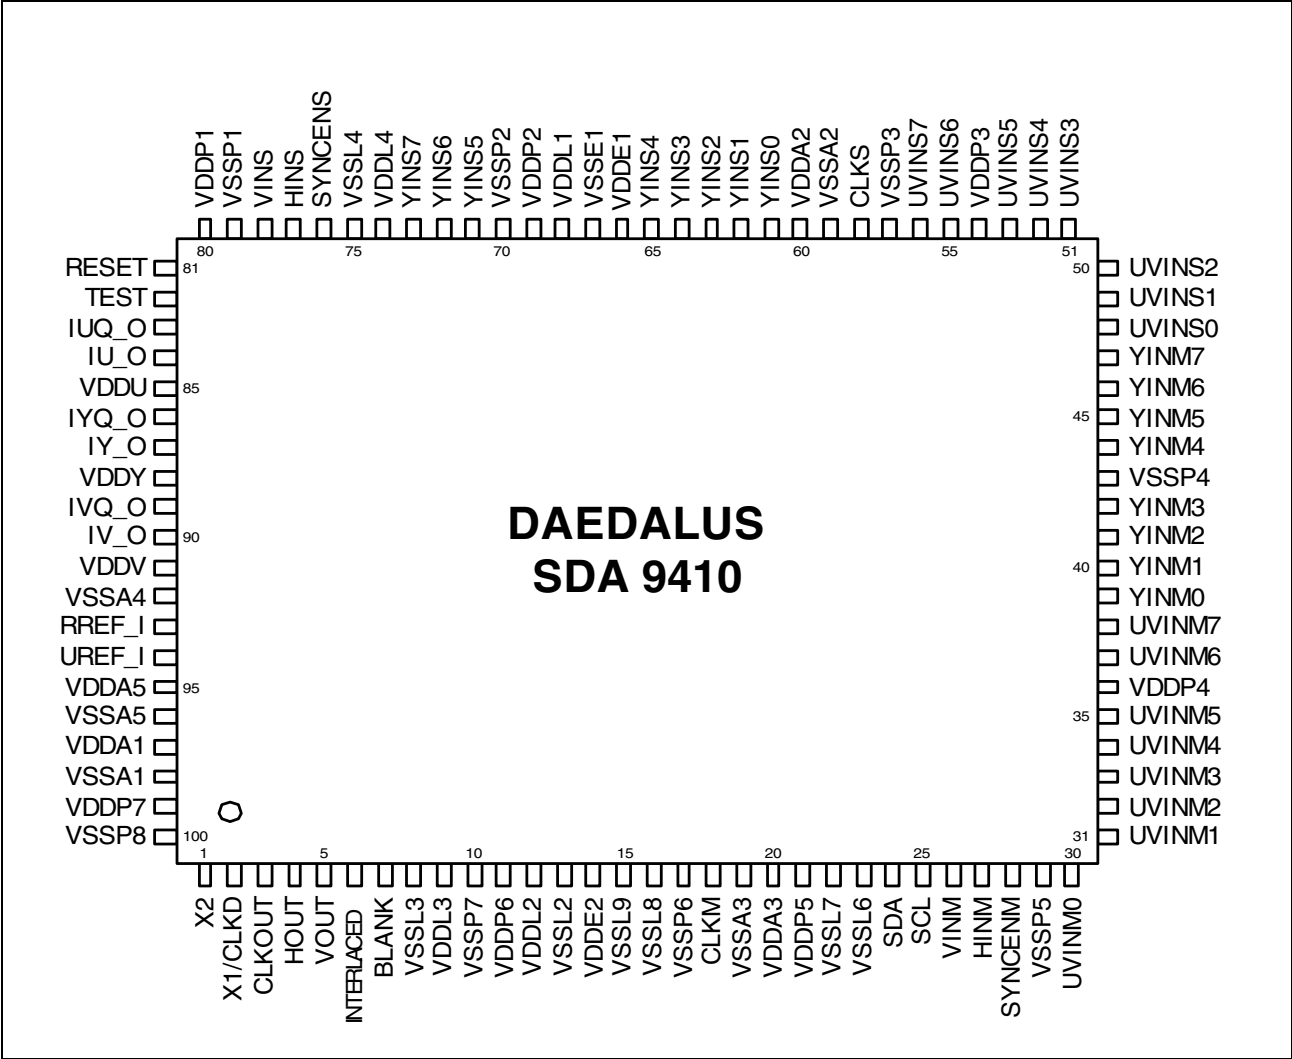 VDDP1
VSSP1
VINS
HINS
SYNCENS
VSSL4
VDDL4
YINS7
YINS6
YINS5
VSSP2
VDDP2
VDDL1
VSSE1
VDDE1
YINS4
YINS3
YINS2
YINS1
YINS0
VDDA2
VSSA2
CLKS
VSSP3
UVINS7
UVINS6
VDDP3
UVINS5
UVINS4
UVINS3
80 75 70 65 60 55 51
RESET 81 50 UVINS2
TEST UVINS1
IUQ_O UVINS0
IU_O YINM7
VDDU 85 YINM6
IYQ_O 45 YINM5
IY_O YINM4
VDDY VSSP4
IVQ_O YINM3
IV_O 90 YINM2
DAEDALUS
VDDV 40 YINM1
SDA 9410
VSSA4 YINM0
RREF_I UVINM7
UREF_I UVINM6
VDDA5 95 VDDP4
VSSA5 35 UVINM5
VDDA1 UVINM4
VSSA1 UVINM3
VDDP7 UVINM2
VSSP8 100 31 UVINM1
1 5 10 15 20 25 30
X2
X1/CLKD
CLKOUT
HOUT
VOUT
INTERLACED
BLANK
VSSL3
VDDL3
VSSP7
VDDP6
VDDL2
VSSL2
VDDE2
VSSL9
VSSL8
VSSP6
CLKM
VSSA3
VDDA3
VDDP5
VSSL7
VSSL6
SDA
SCL
VINM
HINM
SYNCENM
VSSP5
UVINM0